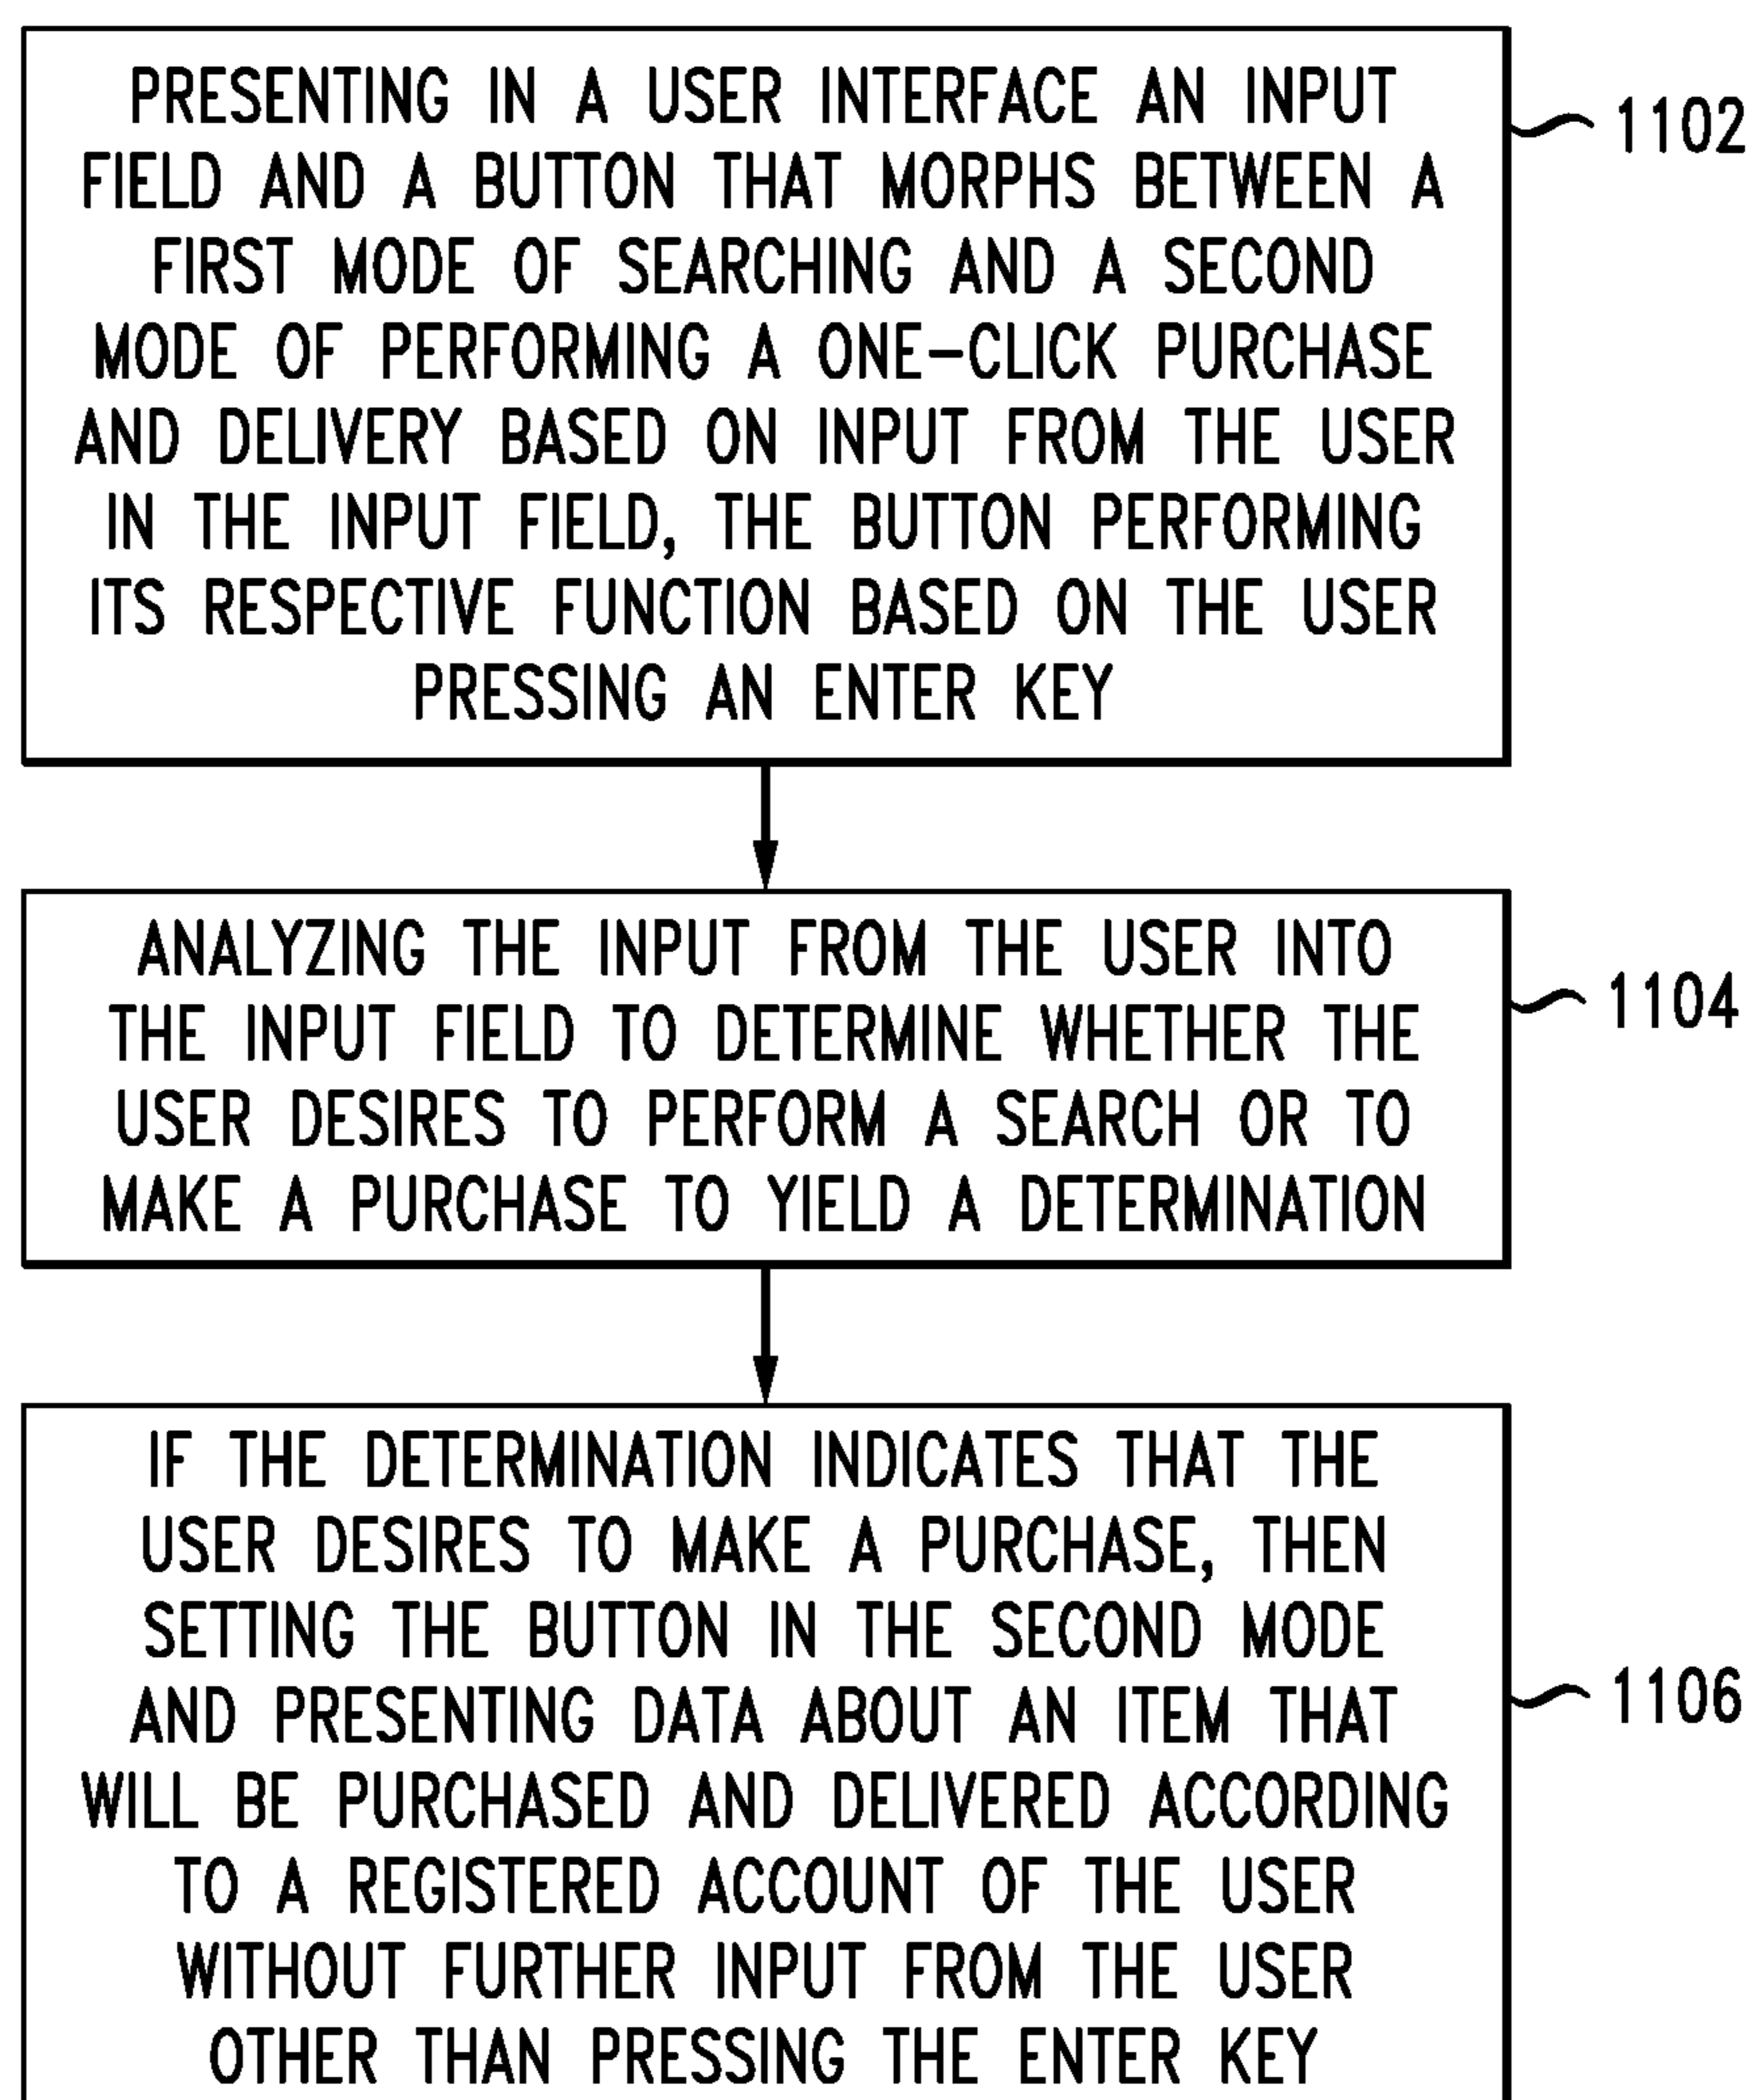 PRESENTING IN A USER INTERFACE AN INPUT
FIELD AND A BUTTON THAT MORPHS BETWEEN A
FIRST MODE OF SEARCHING AND A SECOND
MODE OF PERFORMING A ONE-CLICK PURCHASE
AND DELIVERY BASED ON INPUT FROM THE USER
IN THE INPUT FIELD, THE BUTTON PERFORMING
ITS RESPECTIVE FUNCTION BASED ON THE USER
PRESSING AN ENTER KEY
1102
ANALYZING THE INPUT FROM THE USER INTO
THE INPUT FIELD TO DETERMINE WHETHER THE
USER DESIRES TO PERFORM A SEARCH OR TO
MAKE A PURCHASE TO YIELD A DETERMINATION
1104
IF THE DETERMINATION INDICATES THAT THE
USER DESIRES TO MAKE A PURCHASE, THEN
SETTING THE BUTTON IN THE SECOND MODE
AND PRESENTING DATA ABOUT AN ITEM THAT
WILL BE PURCHASED AND DELIVERED ACCORDING
TO A REGISTERED ACCOUNT OF THE USER
WITHOUT FURTHER INPUT FROM THE USER
OTHER THAN PRESSING THE ENTER KEY
1106